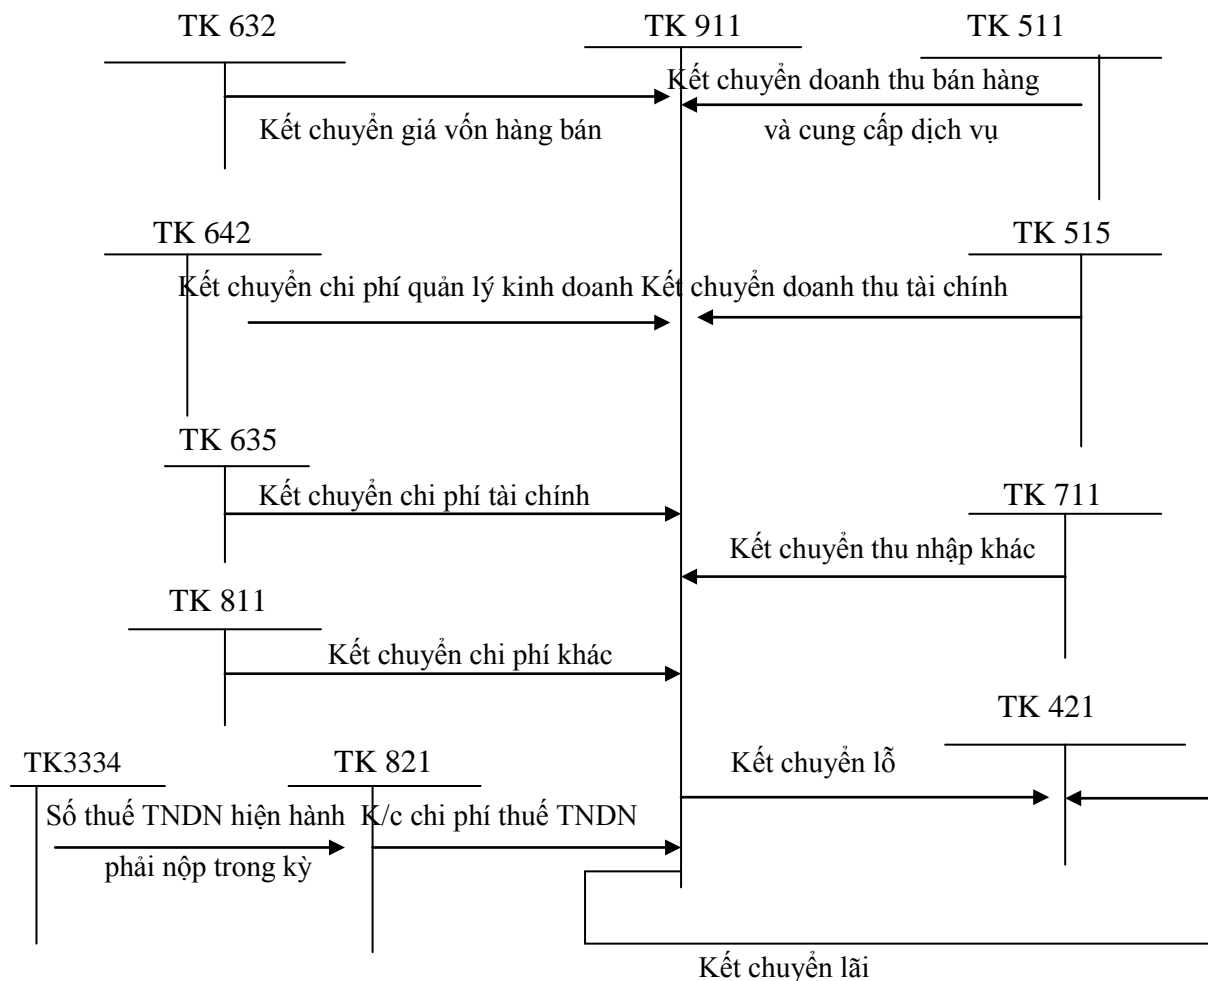 TK 632
TK 911
TK 511
Kết chuyển doanh thu bán hàng
Kết chuyển giá vốn hàng bán
và cung cấp dịch vụ
TK 642
TK 515
Kết chuyển chi phí quản lý kinh doanh
Kết chuyển doanh thu tài chính
TK 635
Kết chuyển chi phí tài chính
TK 711
Kết chuyển thu nhập khác
TK 811
Kết chuyển chi phí khác
TK 421
Kết chuyển lỗ
TK3334
TK 821
Số thuế TNDN hiện hành
K/c chi phí thuế TNDN
phải nộp trong kỳ
Kết chuyển lãi